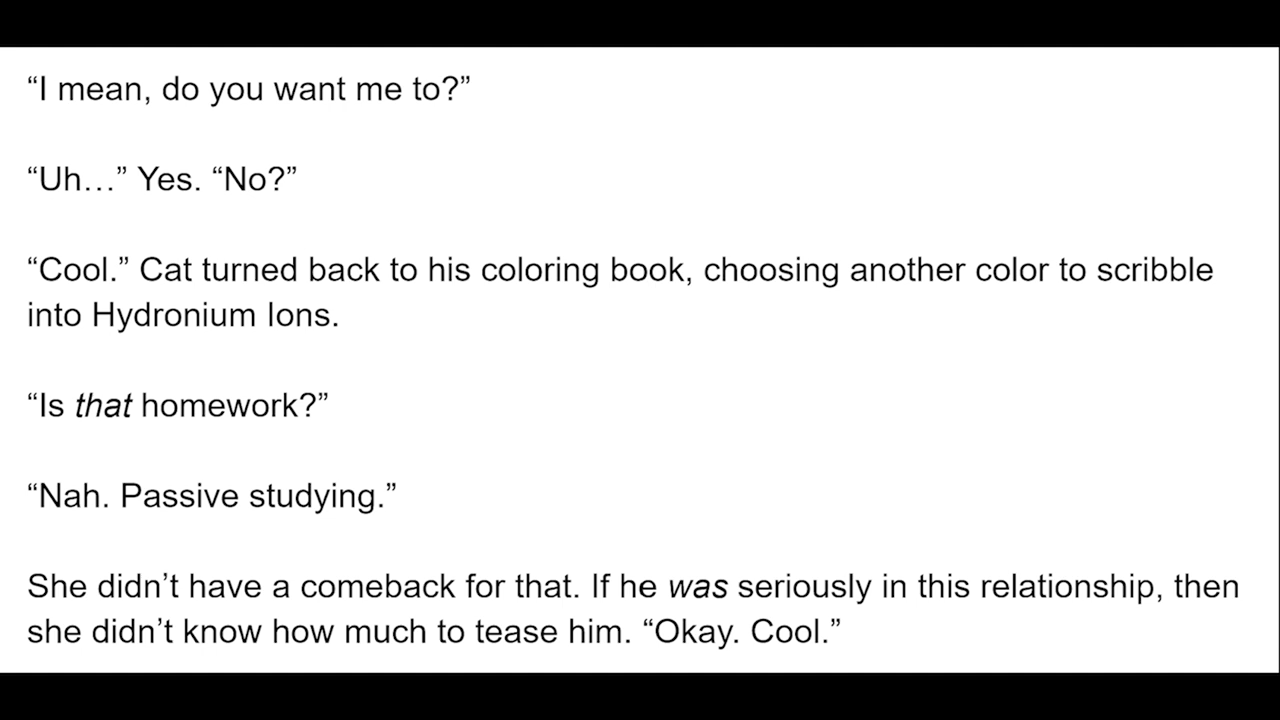 “I mean, do you want me to?”
“Uh…” Yes. “No?”
“Cool.” Cat turned back to his coloring book, choosing another color to scribble
into Hydronium Ions.
“Is that homework?”
“Nah. Passive studying.”
She didn’t have a comeback for that. If he was seriously in this relationship, then
she didn’t know how much to tease him. “Okay. Cool.”